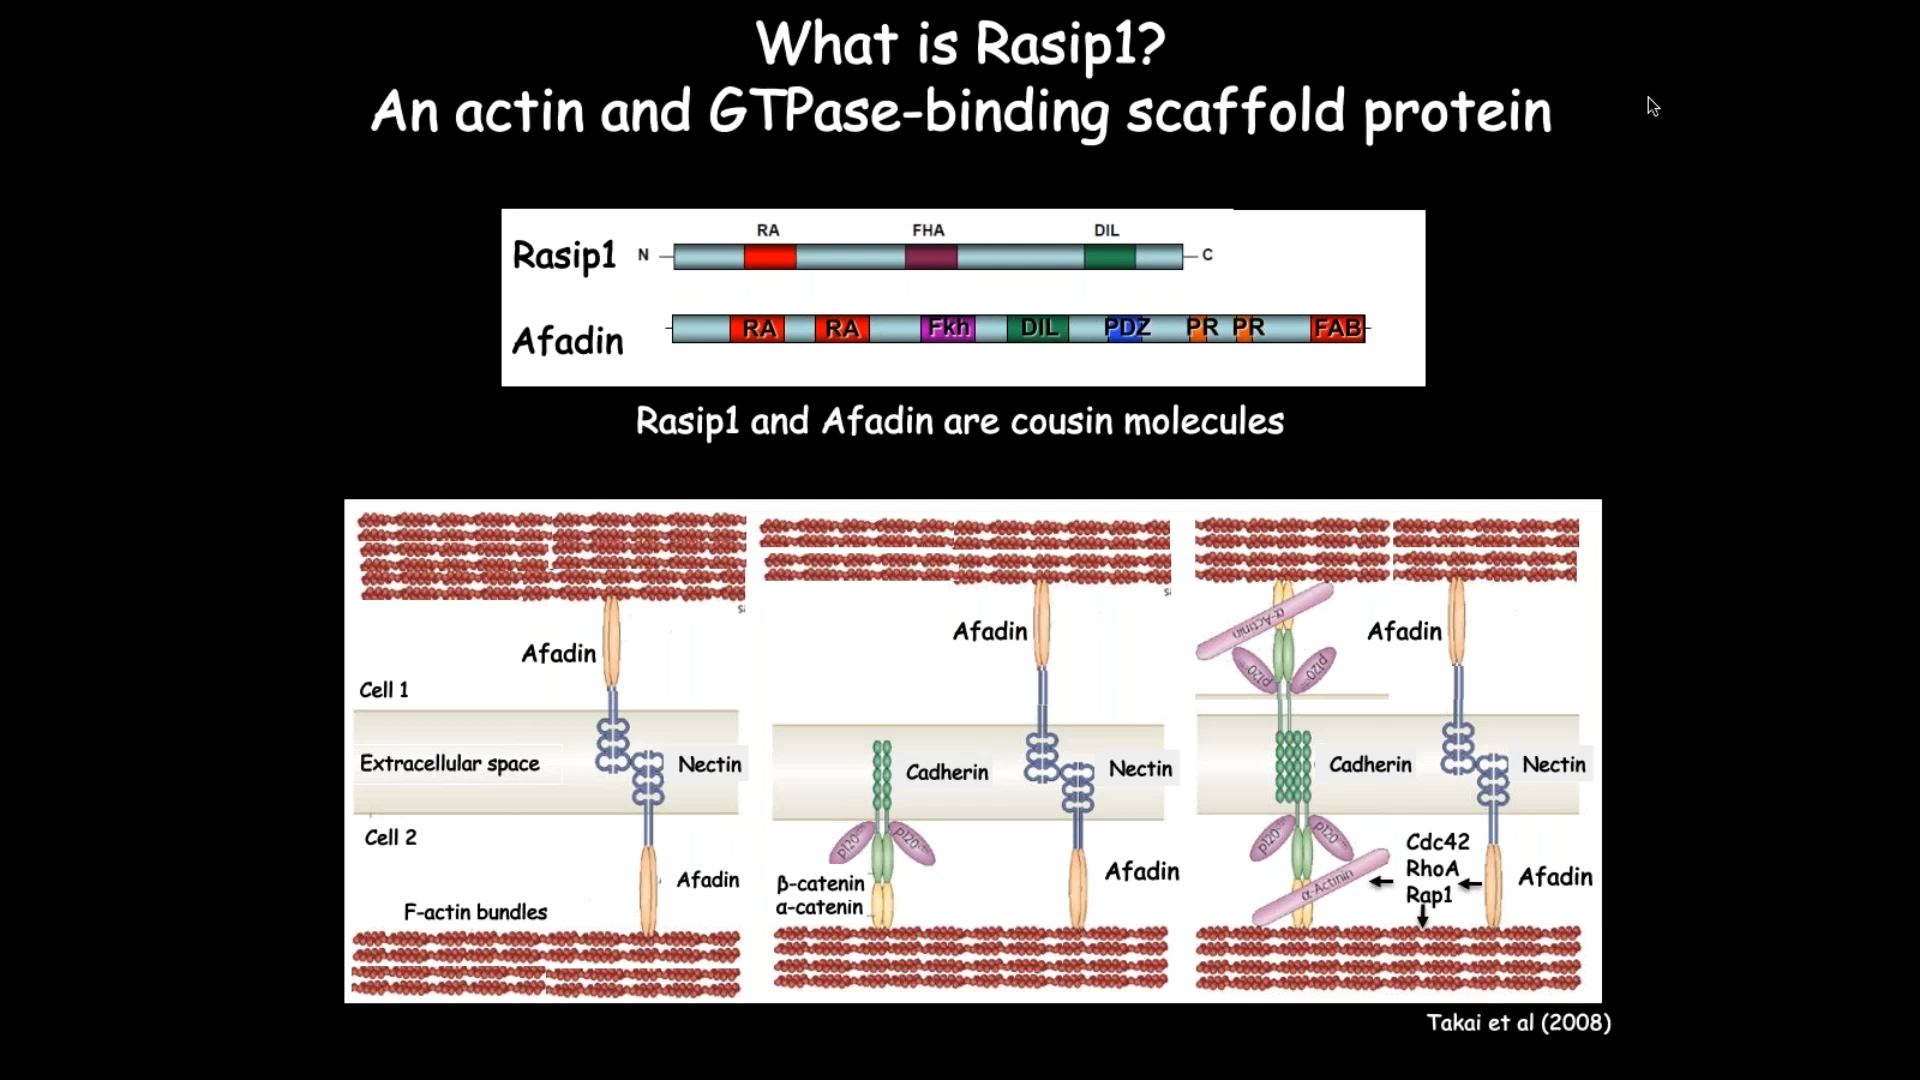 What is Rasip1?
An actin and GTPase-binding scaffold protein
RA FHA DIL
Rasip1 N C
Afadin RA RA Fkh DIL PDZ PR PR FAB
Rasip1 and Afadin are cousin molecules
Afadin
Cell 1
Extracellular space
Nectin
Cell 2
Afadin
F-actin bundles
Afadin
Cadherin
Nectin
p120
p120
β-catenin
α-catenin
Afadin
α-Actinin
p120
p120
Afadin
Cadherin
Nectin
p120
p120
Cdc42
RhoA
Rap1
α-Actinin
Afadin
Takai et al (2008)